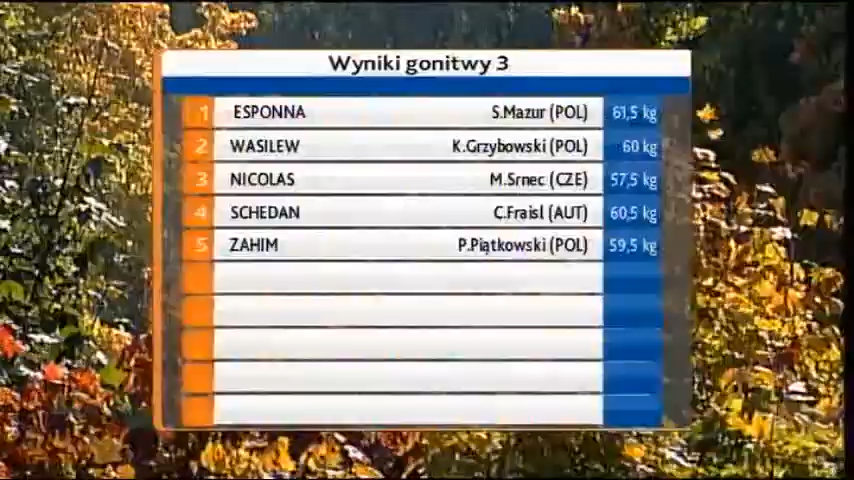 Wyniki gonitwy 3
1 ESPONNA S.Mazur (POL) 61,5 kg
2 WASILEW K.Grzybowski (POL) 60 kg
3 NICOLAS M.Srnec (CZE) 57,5 kg
4 SCHEDAN C.Fraisl (AUT) 60,5 kg
5 ZAHIM P.Piątkowski (POL) 59,5 kg